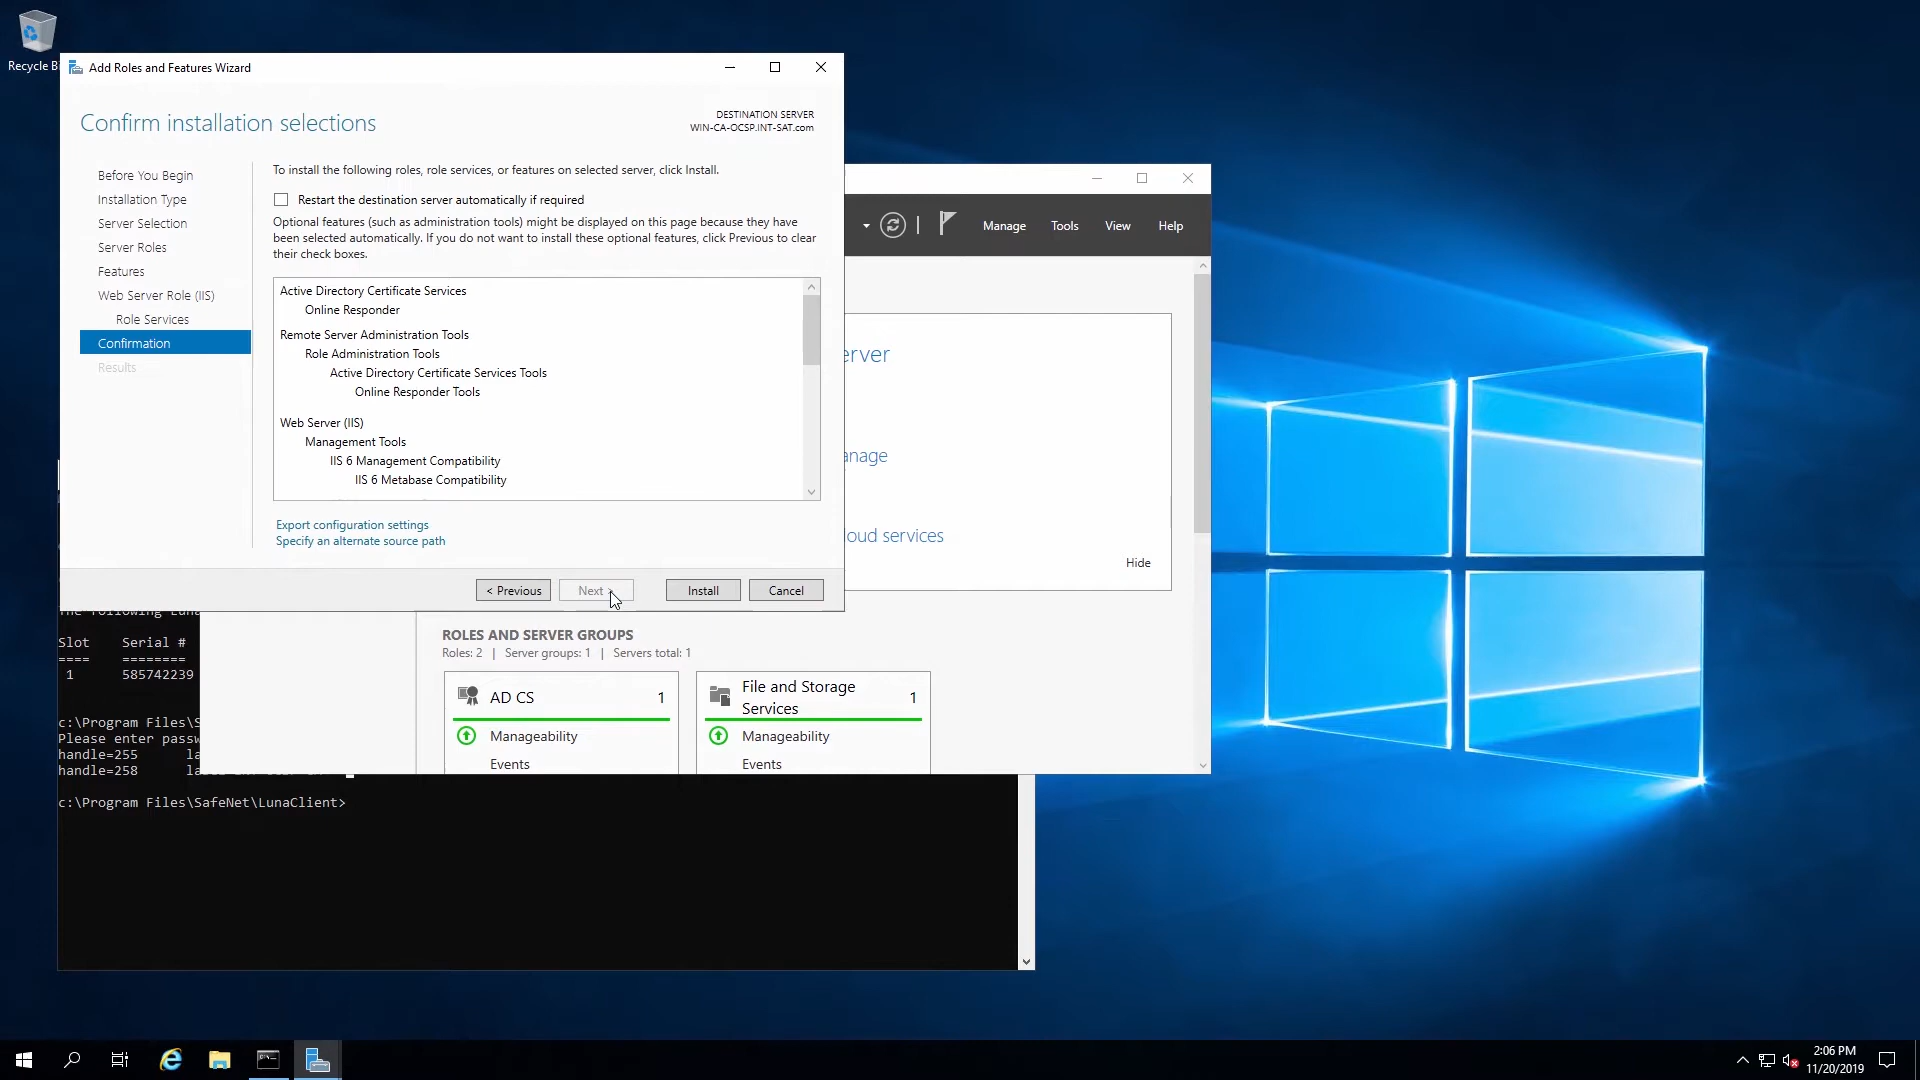 Recycle Bi
Add Roles and Features Wizard
Confirm installation selections
DESTINATION SERVER
WIN-CA-OCSP.INT-SAT.com
Before You Begin
Installation Type
Server Selection
Server Roles
Features
Web Server Role (IIS)
Role Services
Confirmation
Results
To install the following roles, role services, or features on selected server, click Install.
Restart the destination server automatically if required
Optional features (such as administration tools) might be displayed on this page because they have
been selected automatically. If you do not want to install these optional features, click Previous to clear
their check boxes.
Active Directory Certificate Services
Online Responder
Remote Server Administration Tools
Role Administration Tools
Active Directory Certificate Services Tools
Online Responder Tools
Web Server (IIS)
Management Tools
IIS 6 Management Compatibility
IIS 6 Metabase Compatibility
Export configuration settings
Specify an alternate source path
< Previous
Next
Install
Cancel
Manage
Tools
View
Help
erver
anage
loud services
Hide
ROLES AND SERVER GROUPS
Roles: 2 | Server groups: 1 | Servers total: 1
AD CS 1
Manageability
Events
File and Storage
Services 1
Manageability
Events
Slot Serial #
==== ========
1 585742239
c:\Program Files\S
Please enter passw
handle=255 la
handle=258
c:\Program Files\SafeNet\LunaClient>
2:06 PM
11/20/2019